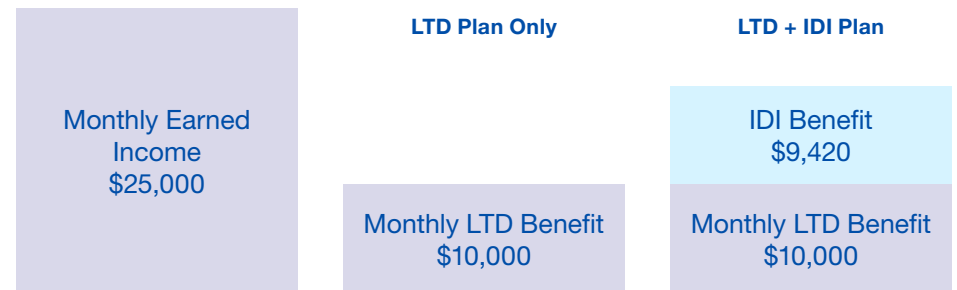 Monthly Earned
Income
$25,000
LTD Plan Only
Monthly LTD Benefit
$10,000
LTD + IDI Plan
IDI Benefit
$9,420
Monthly LTD Benefit
$10,000